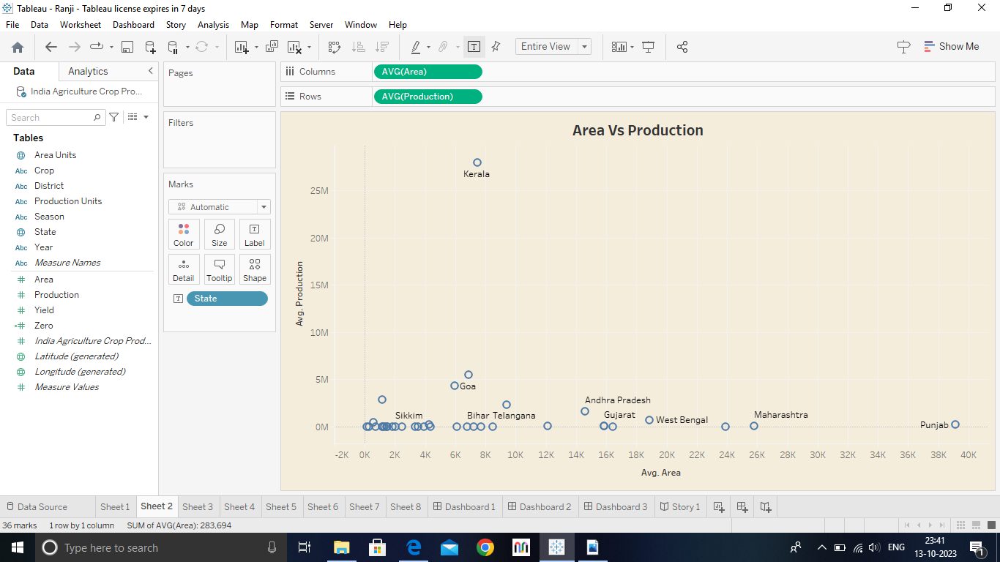 Tableau - Ranji - Tableau license expires in 7 days
File Data Worksheet Dashboard Story Analysis Map Format Server Window Help
Entire View
Show Me
Data Analytics
India Agriculture Crop Pro...
Search
Tables
Area Units
Abc Crop
Abc District
Abc Production Units
Abc Season
State
Abc Year
Abc Measure Names
Area
Production
Yield
Zero
India Agriculture Crop Prod...
Latitude (generated)
Longitude (generated)
Measure Values
Pages
Filters
Marks
Automatic
Color Size Label
Detail Tooltip Shape
State
Columns AVG(Area)
Rows AVG(Production)
Area Vs Production
Avg. Production
25M
20M
15M
10M
5M
0M
Kerala
Goa
Andhra Pradesh
Sikkim Bihar Telangana Gujarat Maharashtra
West Bengal
Punjab
-2K 0K 2K 4K 6K 8K 10K 12K 14K 16K 18K 20K 22K 24K 26K 28K 30K 32K 34K 36K 38K 40K
Avg. Area
Data Source Sheet 1 Sheet 2 Sheet 3 Sheet 4 Sheet 5 Sheet 6 Sheet 7 Sheet 8 Dashboard 1 Dashboard 2 Dashboard 3 Story 1
36 marks 1 row by 1 column SUM of AVG(Area): 283,694
Type here to search
ENG
23:41
13-10-2023
1